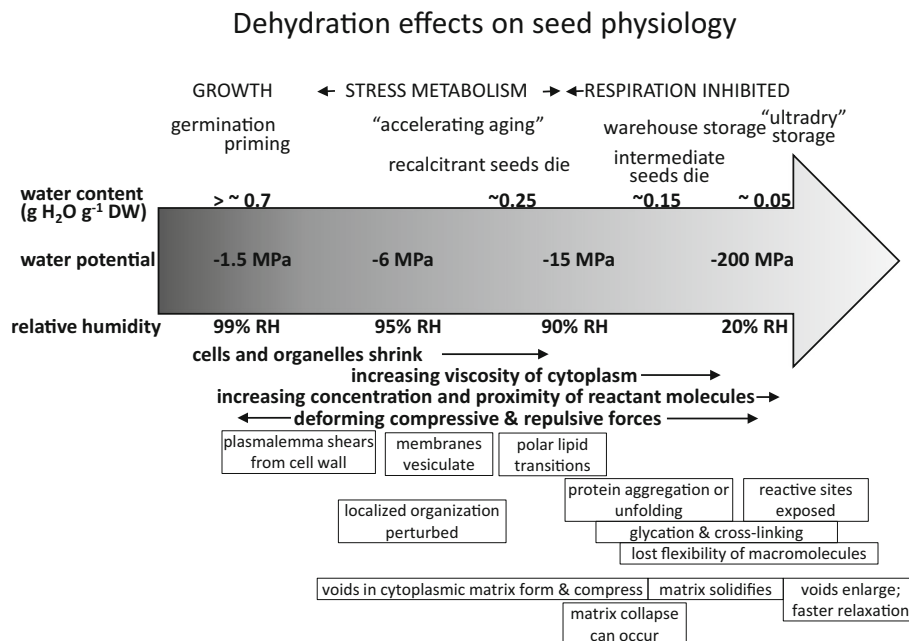 Dehydration effects on seed physiology
GROWTH ← STRESS METABOLISM →← RESPIRATION INHIBITED →
germination
priming
"accelerating aging"
recalcitrant seeds die
warehouse storage
intermediate
seeds die
"ultradry"
storage
water content
(g H₂O g⁻¹ DW)
> ~ 0.7 ~0.25 ~0.15 ~ 0.05
water potential -1.5 MPa -6 MPa -15 MPa -200 MPa
relative humidity 99% RH 95% RH 90% RH 20% RH
cells and organelles shrink →
increasing viscosity of cytoplasm →
increasing concentration and proximity of reactant molecules →
← deforming compressive & repulsive forces →
plasmalemma shears
from cell wall
membranes
vesiculate
polar lipid
transitions
localized organization
perturbed
protein aggregation or
unfolding
reactive sites
exposed
glycation & cross-linking
lost flexibility of macromolecules
voids in cytoplasmic matrix form & compress
matrix solidifies
voids enlarge;
faster relaxation
matrix collapse
can occur